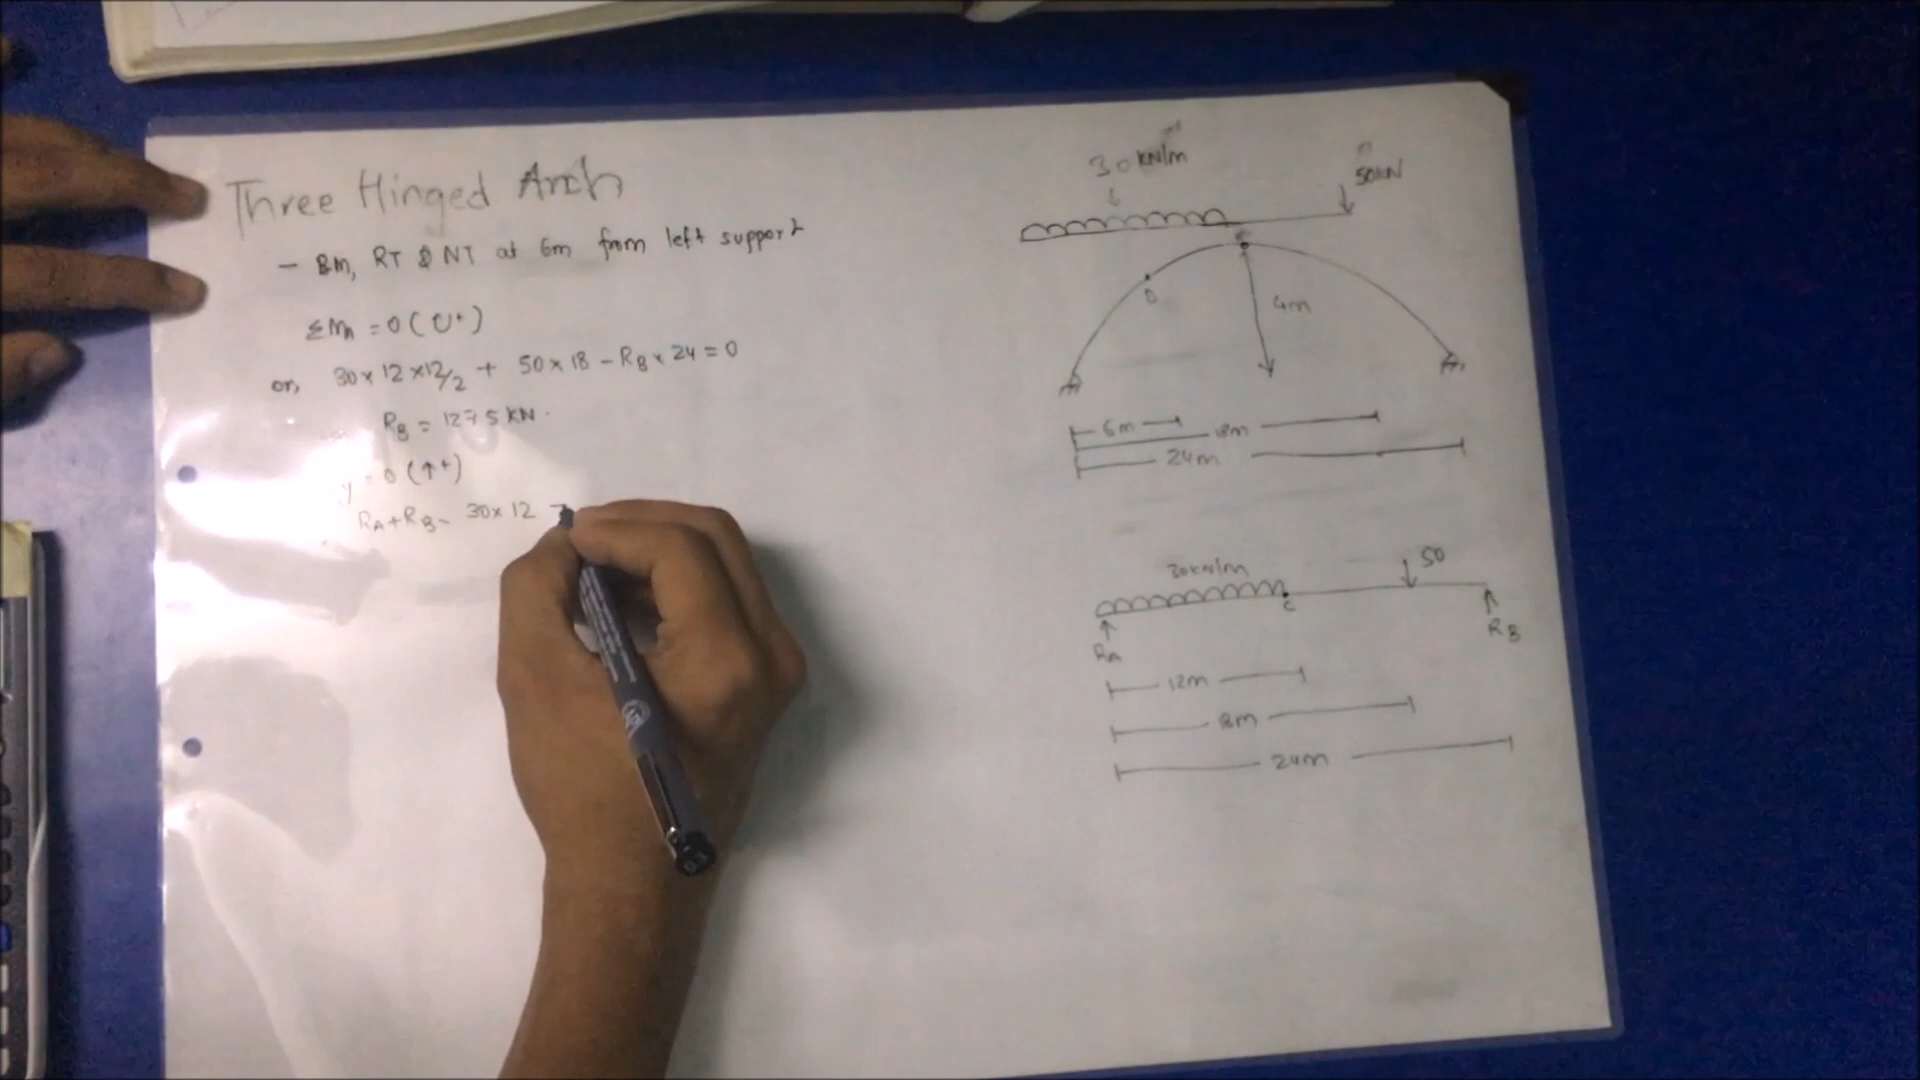 Three Hinged Arch
- BM, RT & NT at 6m from left support
ΣMA = 0 (↻+)
or, 30 × 12 × 12/2 + 50 × 18 - RB × 24 = 0
RB = 127.5 KN.
y = 0 (↑+)
RA + RB - 30 × 12 -
30 KN/m
50KN
C
D
4m
6m
18m
24m
30KN/m
50
C
RA
RB
12m
18m
24m